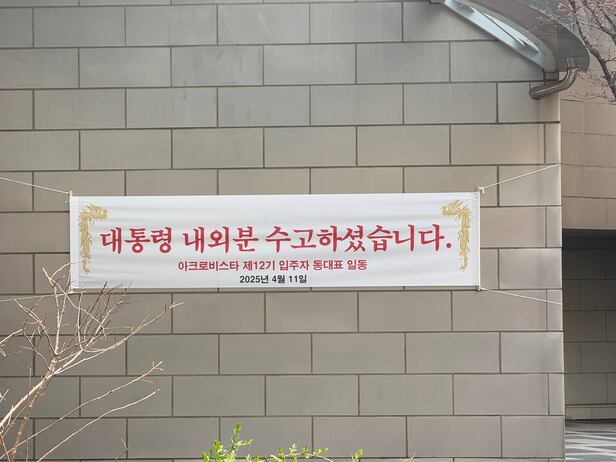 대통령 내외분 수고하셨습니다.
아크로비스타 제12기 입주자 동대표 일동
2025년 4월 11일